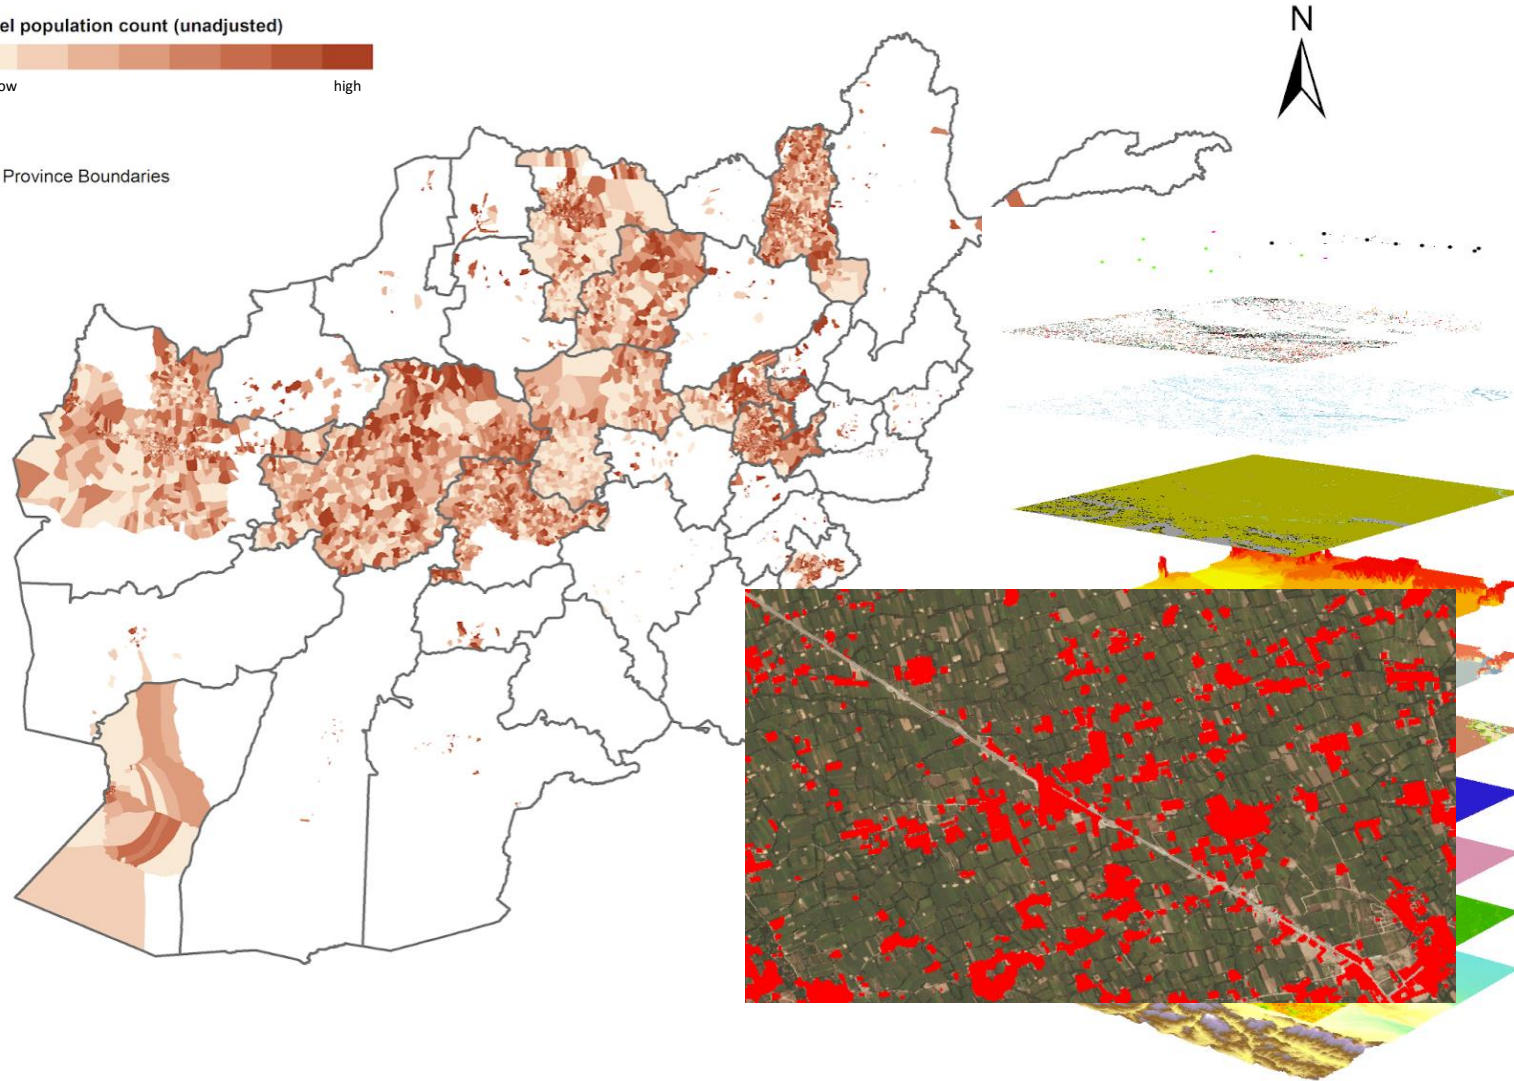 el population count (unadjusted)
N
ow
high
Province Boundaries